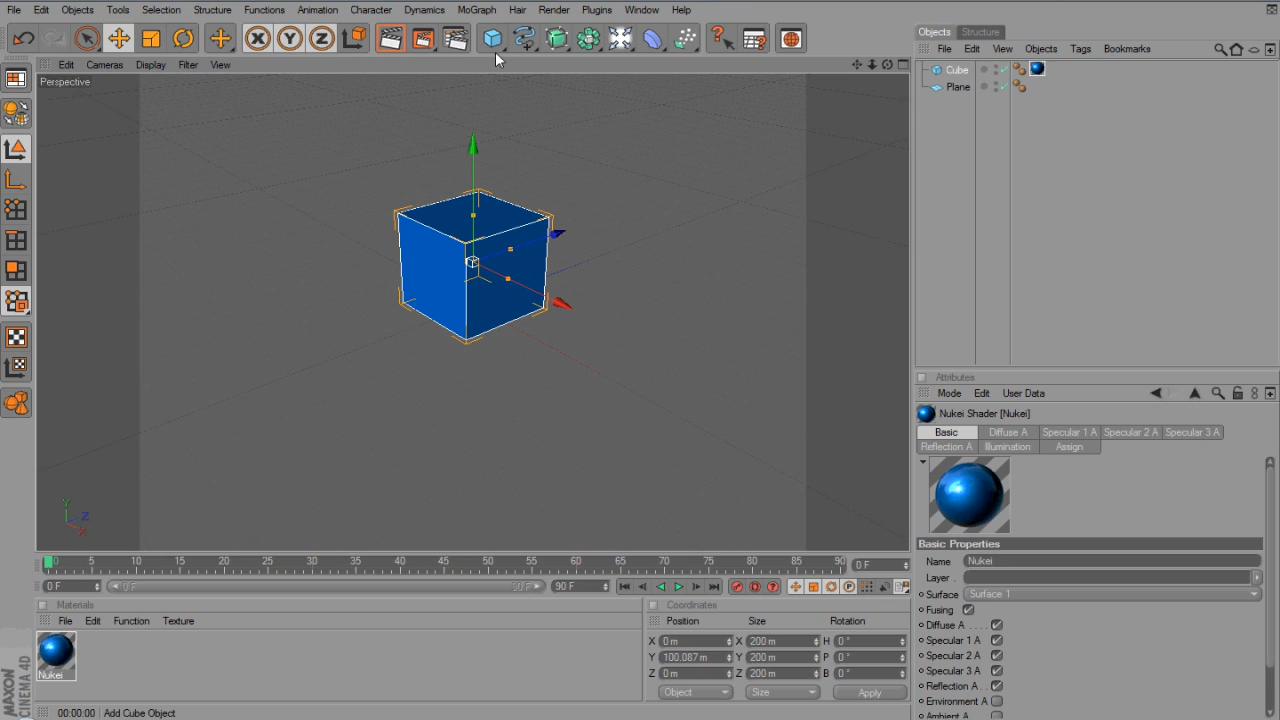 File Edit Objects Tools Selection Structure Functions Animation Character Dynamics MoGraph Hair Render Plugins Window Help
Objects Structure
File Edit View Objects Tags Bookmarks
Edit Cameras Display Filter View
Perspective
Cube
Plane
Y
Z
X
Attributes
Mode Edit User Data
Nukei Shader [Nukei]
Basic Diffuse A Specular 1 A Specular 2 A Specular 3 A
Reflection A Illumination Assign
Basic Properties
Name Nukei
Layer
Surface Surface 1
Fusing
Diffuse A
Specular 1 A
Specular 2 A
Specular 3 A
Reflection A
Environment A
Ambient A
0 5 10 15 20 25 30 35 40 45 50 55 60 65 70 75 80 85 90 0 F
0 F 0 F 90 F 90 F
Materials
File Edit Function Texture
Nukei
Coordinates
Position Size Rotation
X 0 m X 200 m H 0 °
Y 100.087 m Y 200 m P 0 °
Z 0 m Z 200 m B 0 °
Object Size Apply
MAXON CINEMA 4D
00:00:00 Add Cube Object